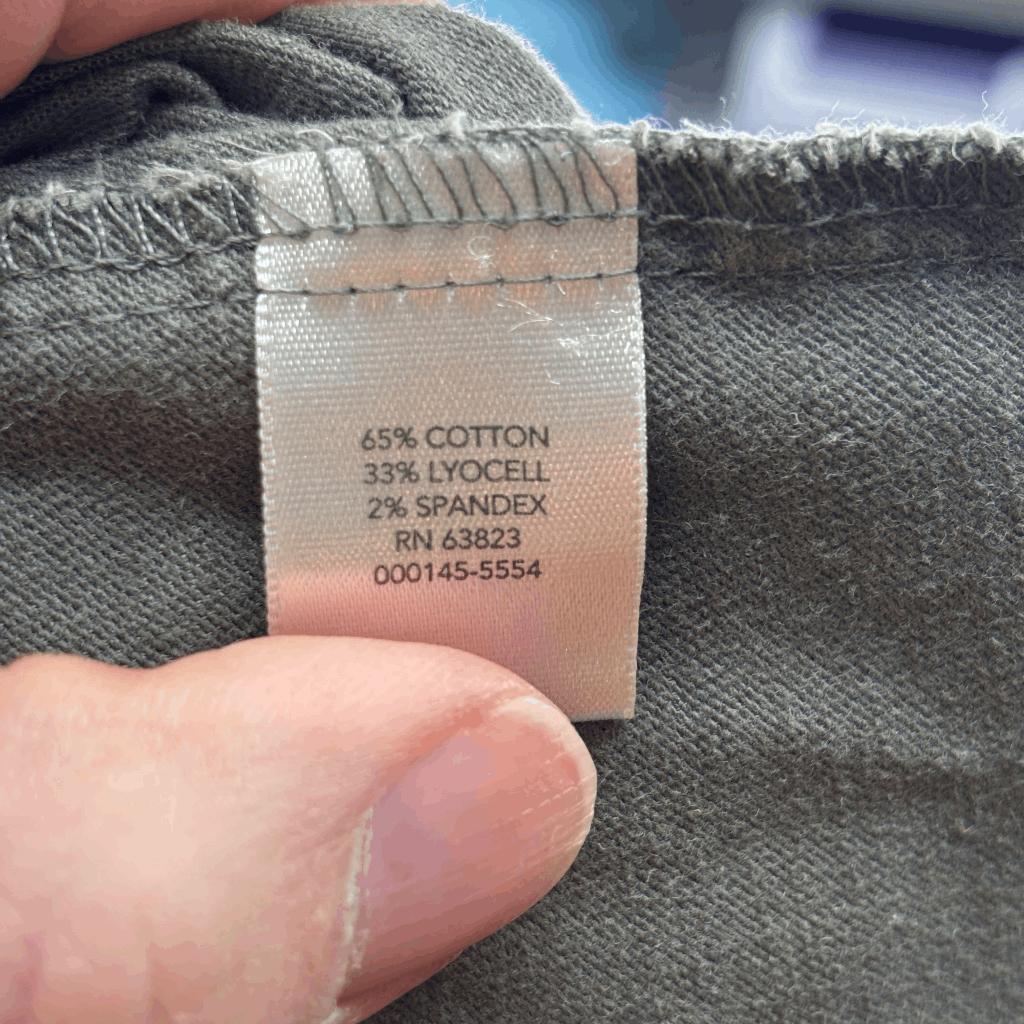 65% COTTON
33% LYOCELL
2% SPANDEX
RN 63823
000145-5554